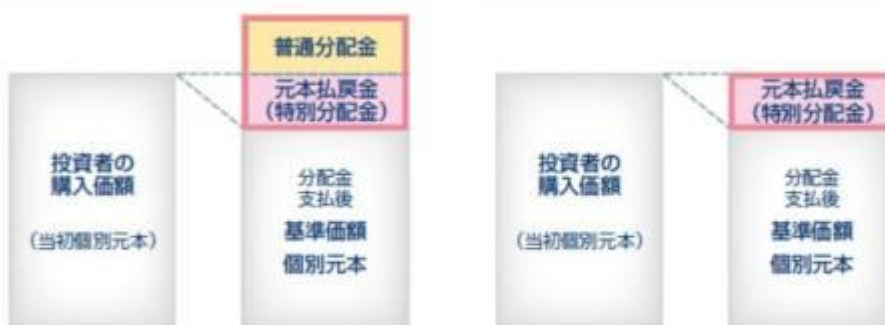 普通分配金
元本払戻金
(特別分配金)
投資者の
購入価額
(当初個別元本)
分配金
支払後
基準価額
個別元本
元本払戻金
(特別分配金)
投資者の
購入価額
(当初個別元本)
分配金
支払後
基準価額
個別元本